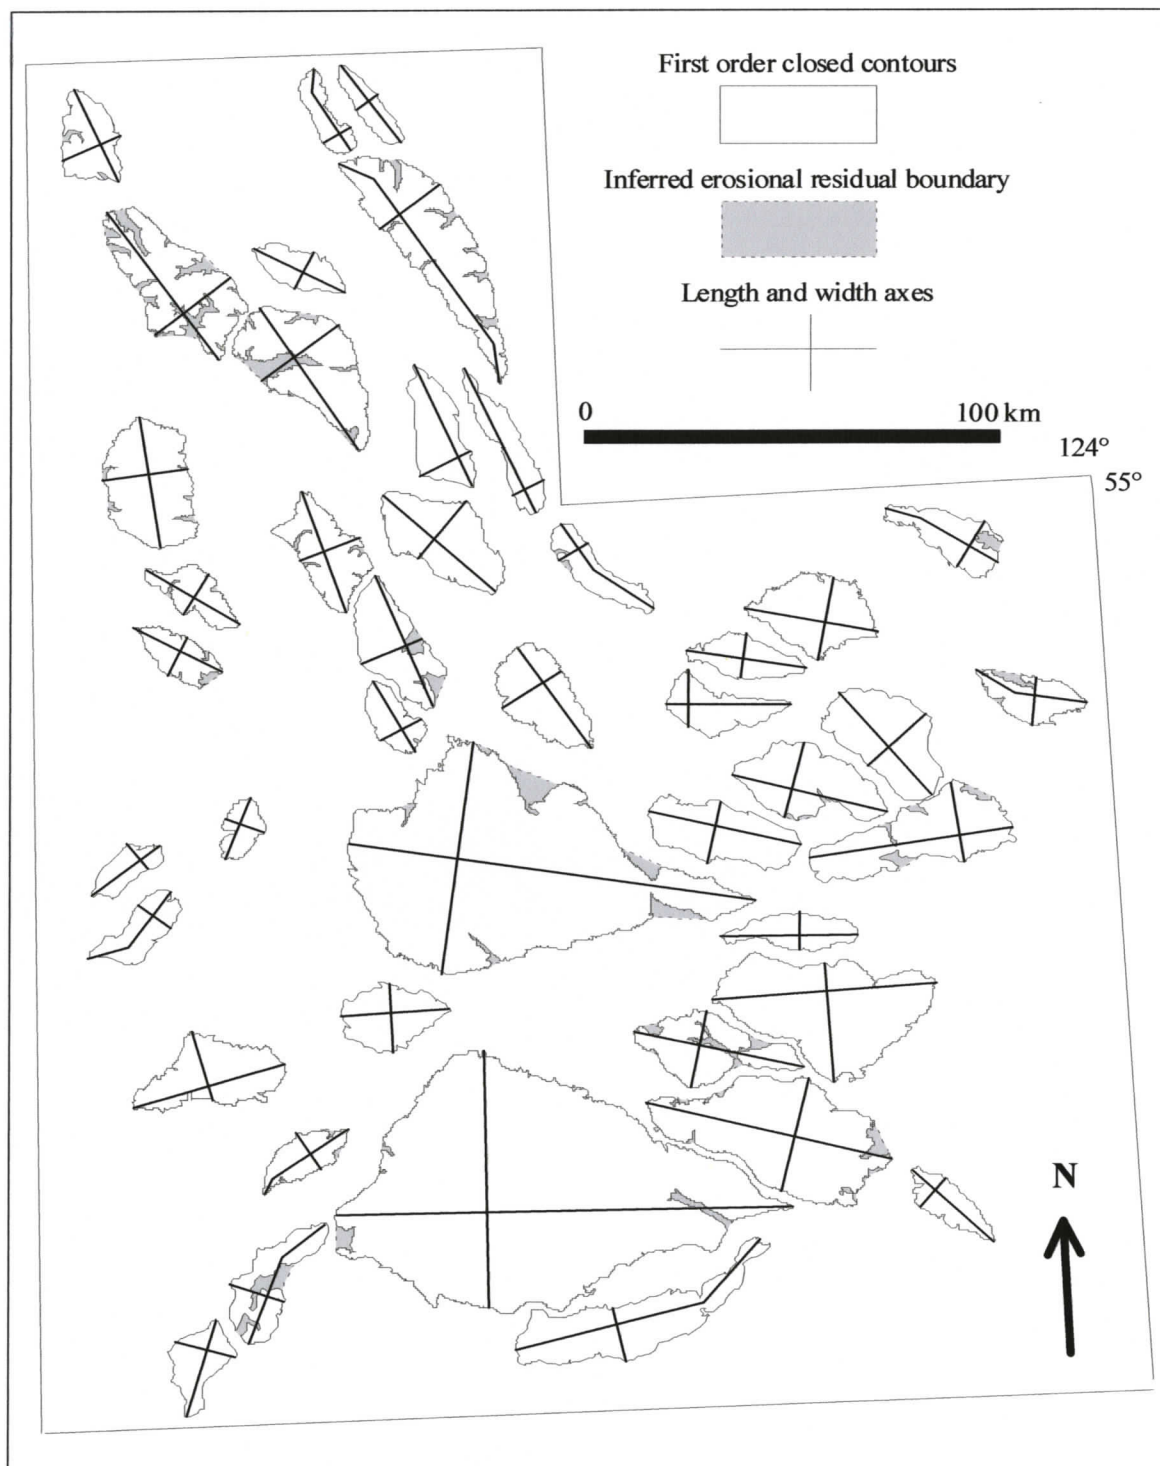 First order closed contours
Inferred erosional residual boundary
Length and width axes
0 100 km
124°
55°
N